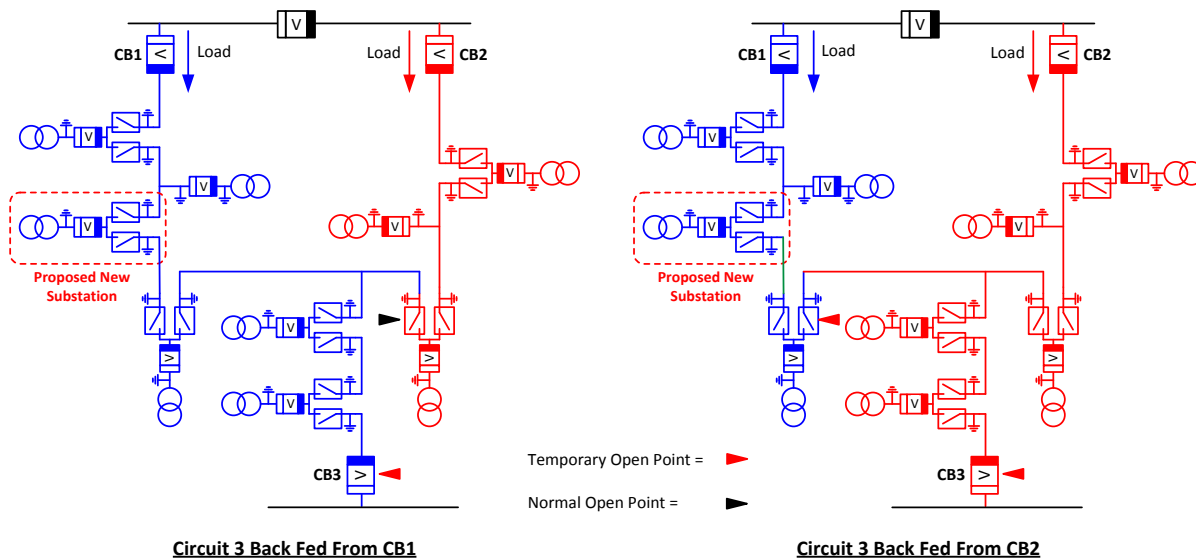 V
CB1
V
Load
Load
V
CB2
V
V
V
V
V
Proposed New
Substation
V
V
V
V
V
CB3
V
Circuit 3 Back Fed From CB1
V
CB1
V
Load
Load
V
CB2
V
V
V
V
V
Proposed New
Substation
V
V
V
V
V
CB3
V
Circuit 3 Back Fed From CB2
Temporary Open Point =
Normal Open Point =